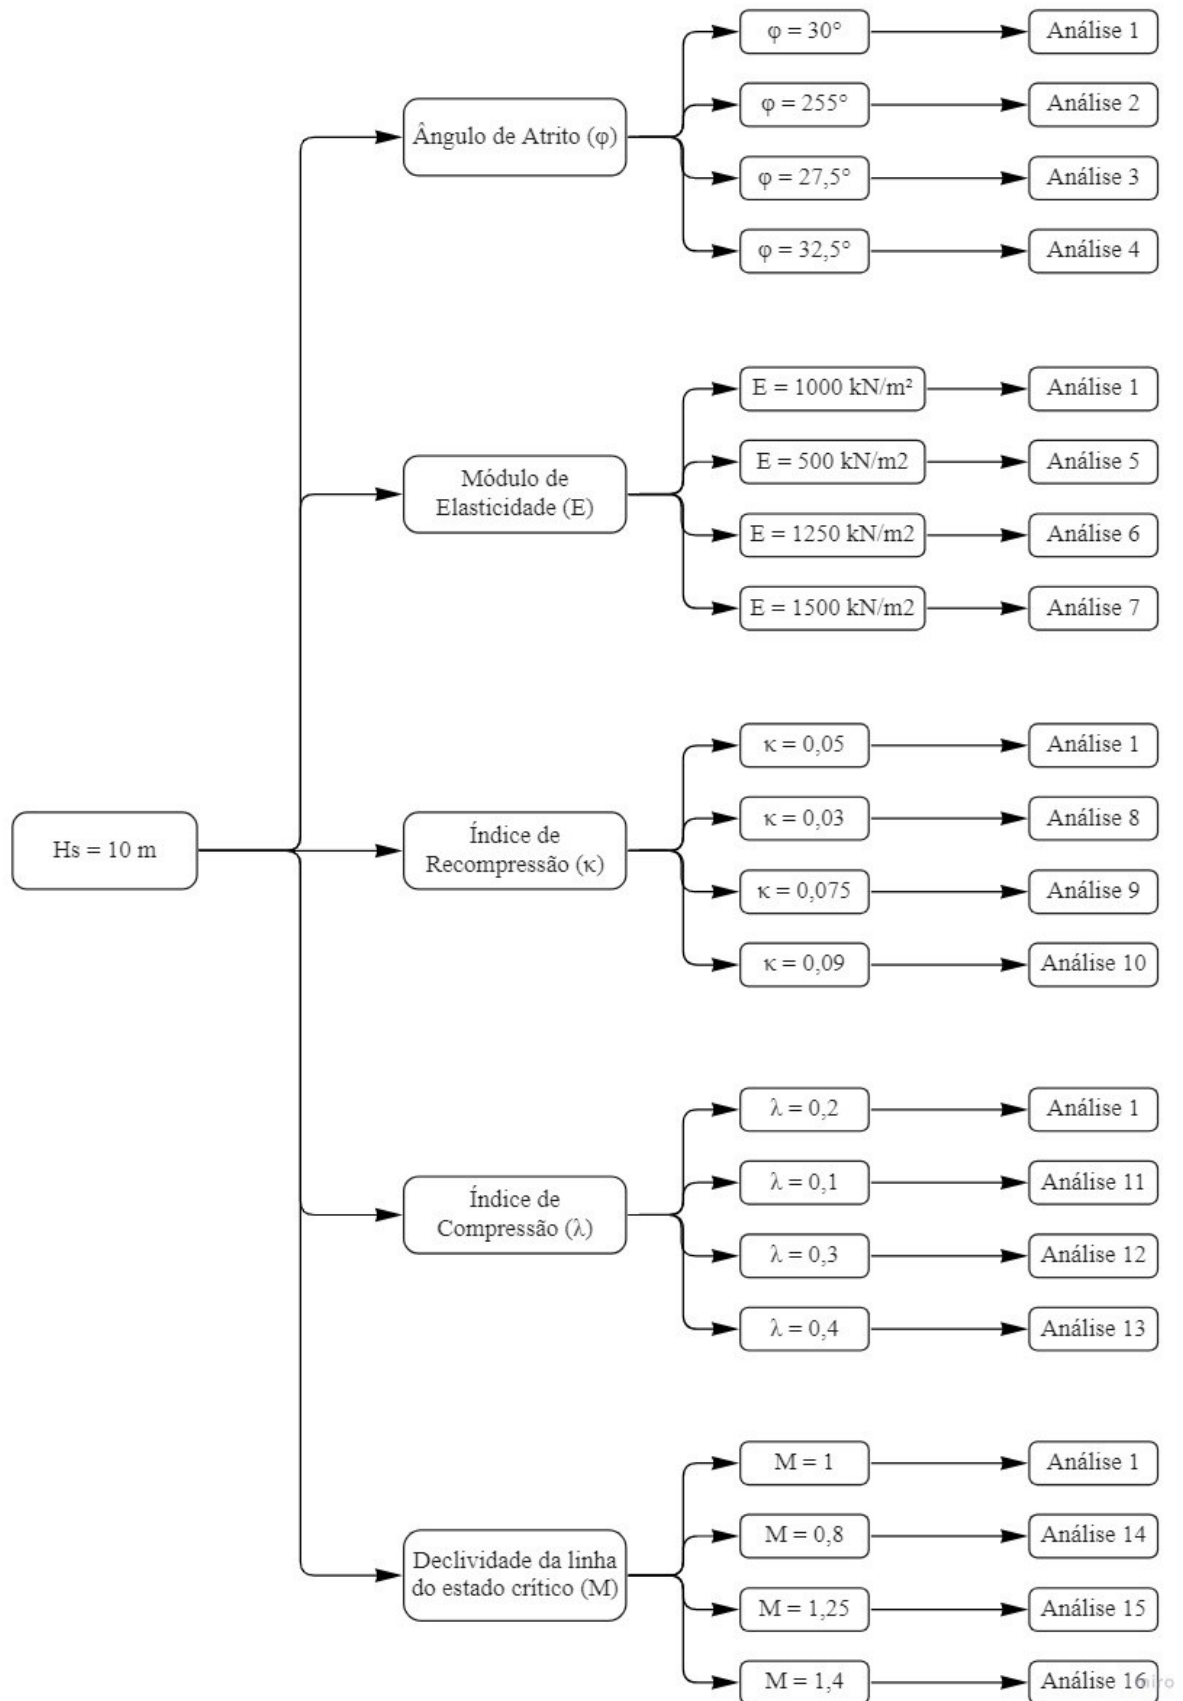 φ = 30°
Análise 1
φ = 255°
Análise 2
Ângulo de Atrito (φ)
φ = 27,5°
Análise 3
φ = 32,5°
Análise 4
E = 1000 kN/m²
Análise 1
E = 500 kN/m2
Análise 5
Módulo de
Elasticidade (E)
E = 1250 kN/m2
Análise 6
E = 1500 kN/m2
Análise 7
κ = 0,05
Análise 1
κ = 0,03
Análise 8
Hs = 10 m
Índice de
Recompressão (κ)
κ = 0,075
Análise 9
κ = 0,09
Análise 10
λ = 0,2
Análise 1
λ = 0,1
Análise 11
Índice de
Compressão (λ)
λ = 0,3
Análise 12
λ = 0,4
Análise 13
M = 1
Análise 1
M = 0,8
Análise 14
Declividade da linha
do estado crítico (M)
M = 1,25
Análise 15
M = 1,4
Análise 16
miro